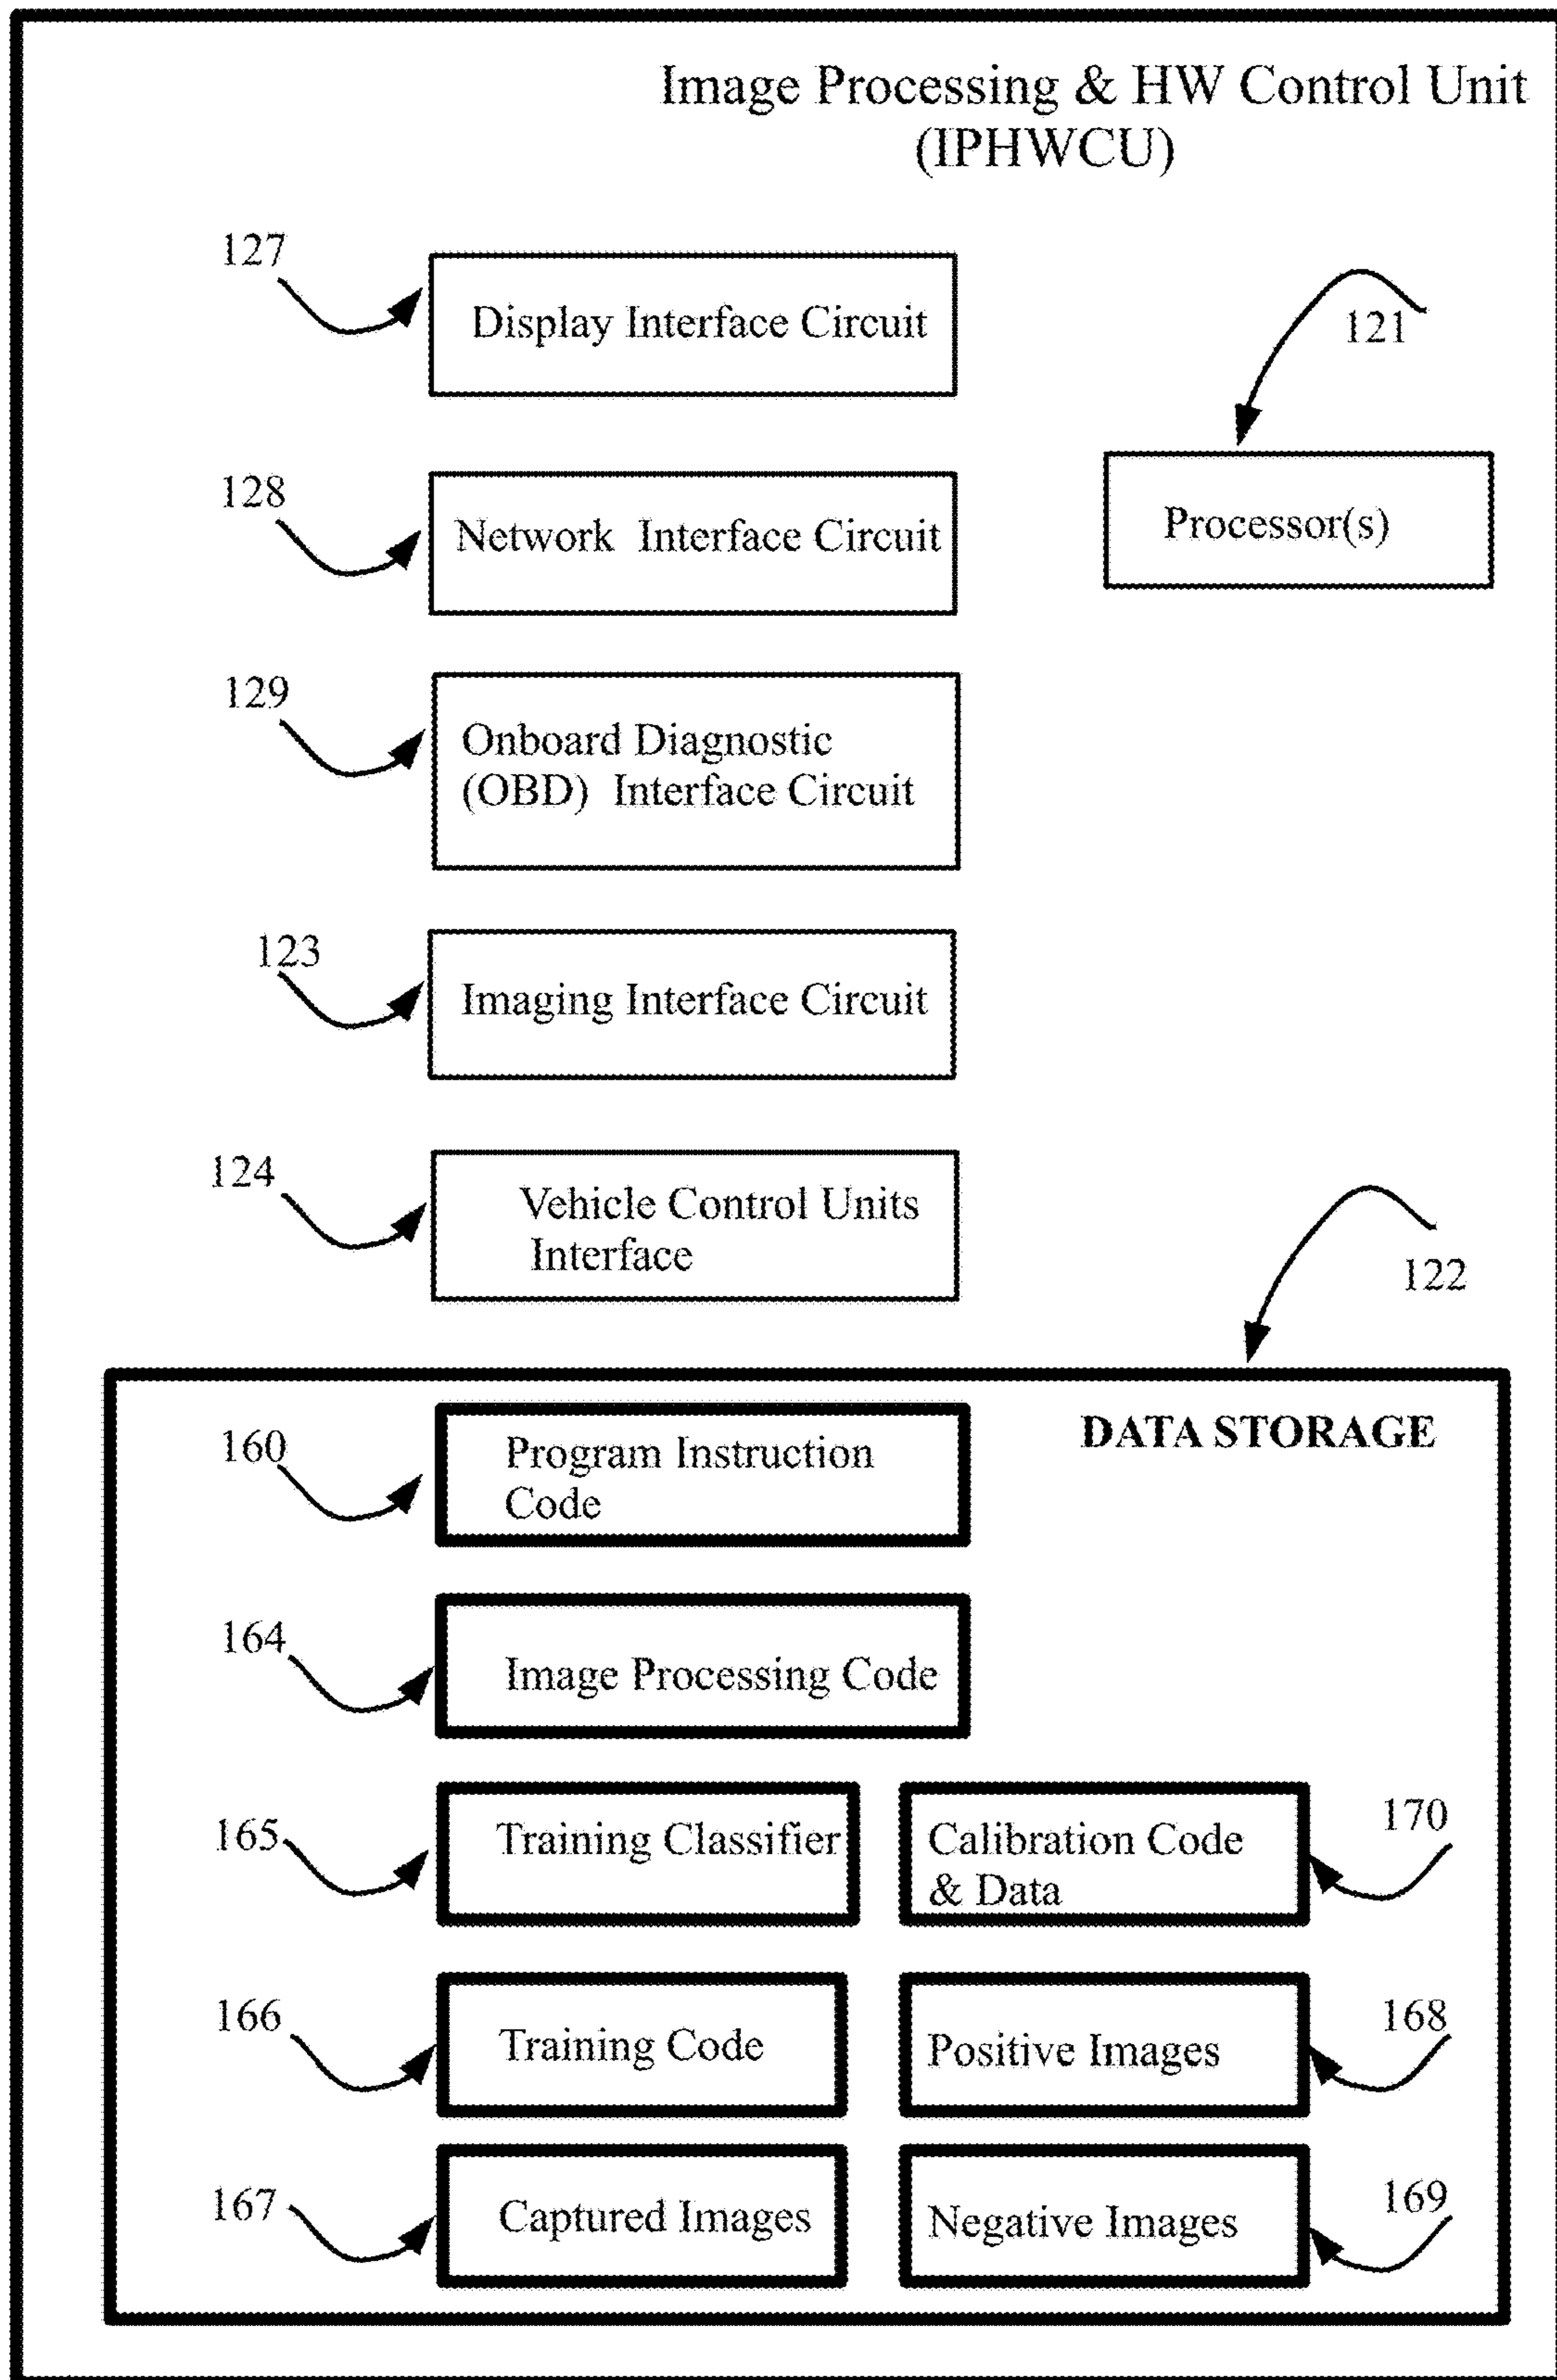 Image Processing & HW Control Unit
(IPHWCU)
127
Display Interface Circuit
121
128
Network Interface Circuit
Processor(s)
129
Onboard Diagnostic
(OBD) Interface Circuit
123
Imaging Interface Circuit
124
Vehicle Control Units
Interface
122
DATA STORAGE
160
Program Instruction
Code
164
Image Processing Code
165
Training Classifier
Calibration Code
& Data
170
166
Training Code
Positive Images
168
167
Captured Images
Negative Images
169